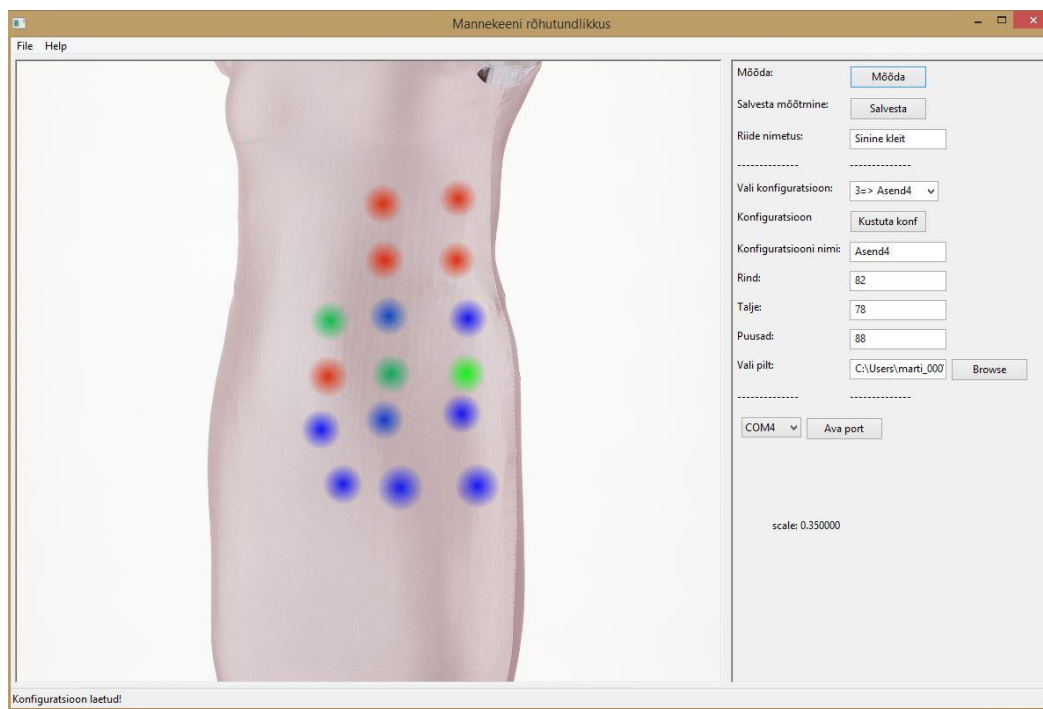 Mannekeeni rõhutundlikkus
File Help
Mõõda: Mõõda
Salvesta mõõtmine: Salvesta
Riide nimetus: Sinine kleit
-------------- --------------
Vali konfiguratsioon: 3=> Asend4
Konfiguratsioon Kustuta konf
Konfiguratsiooni nimi: Asend4
Rind: 82
Talje: 78
Puusad: 88
Vali pilt: C:\Users\marti_000\ Browse
-------------- --------------
COM4 Ava port
scale: 0.350000
Konfiguratsioon laetud!